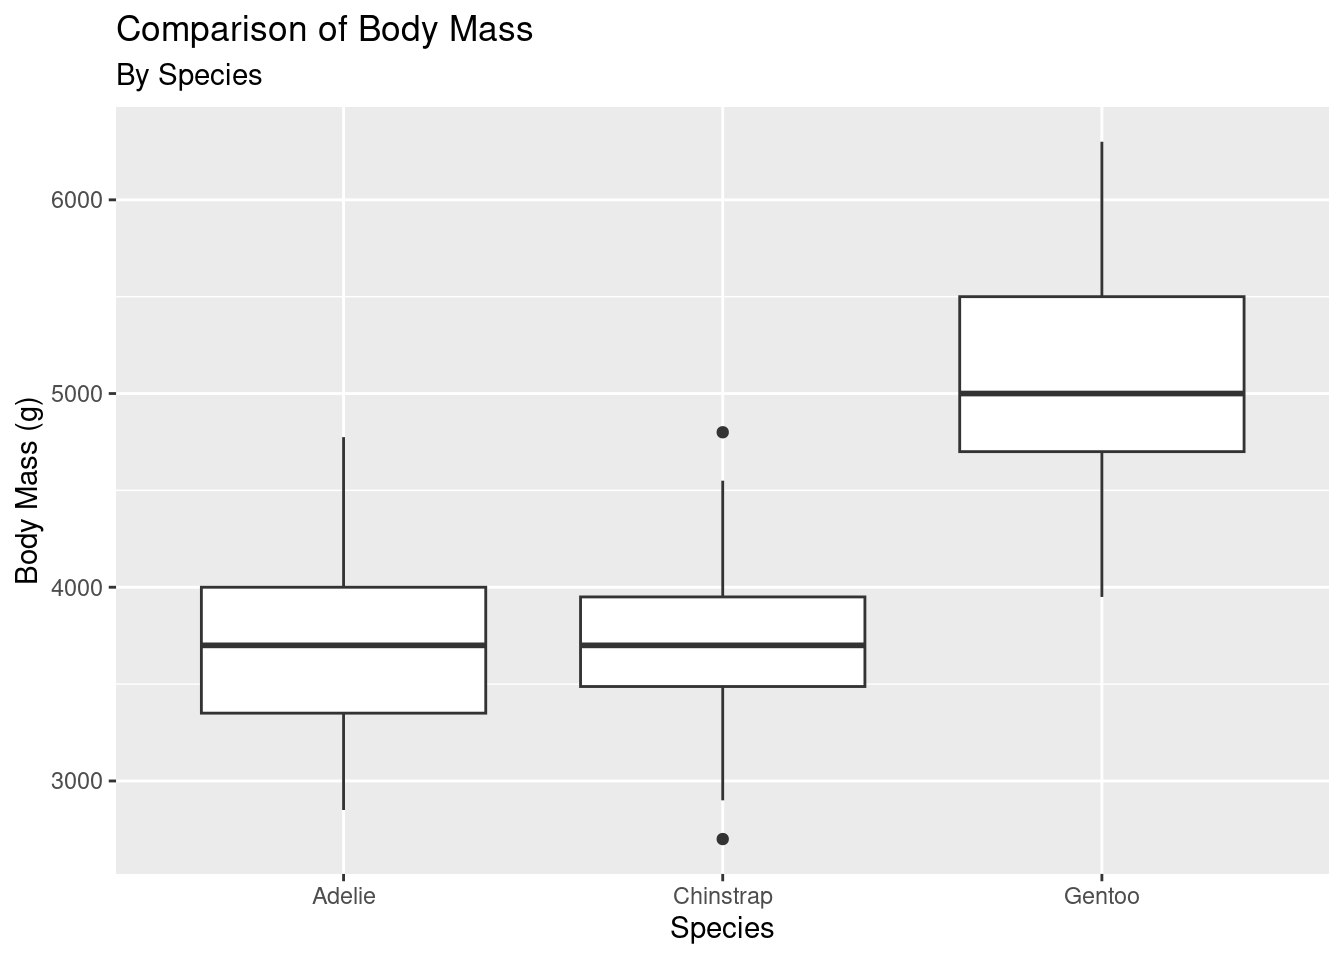 Comparison of Body Mass
By Species
Body Mass (g)
6000
5000
4000
3000
Adelie Chinstrap Gentoo
Species